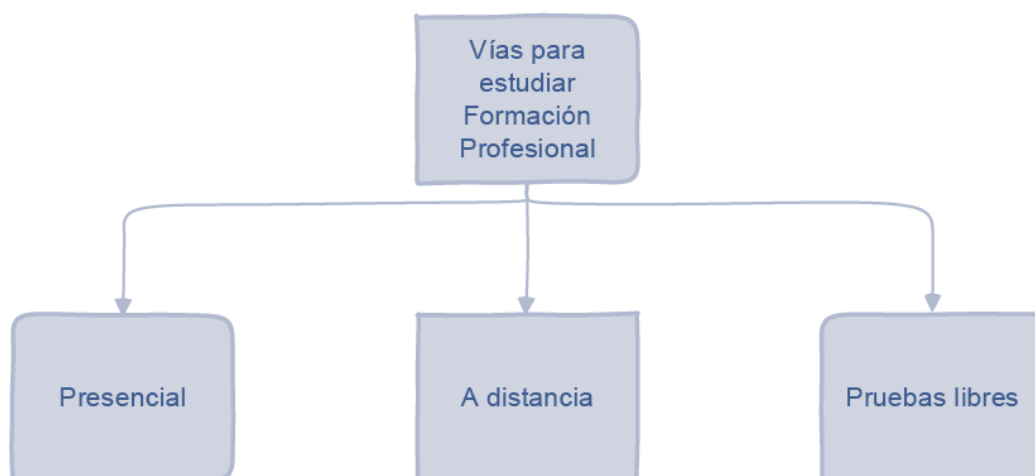 Vías para
estudiar
Formación
Profesional
Presencial
A distancia
Pruebas libres